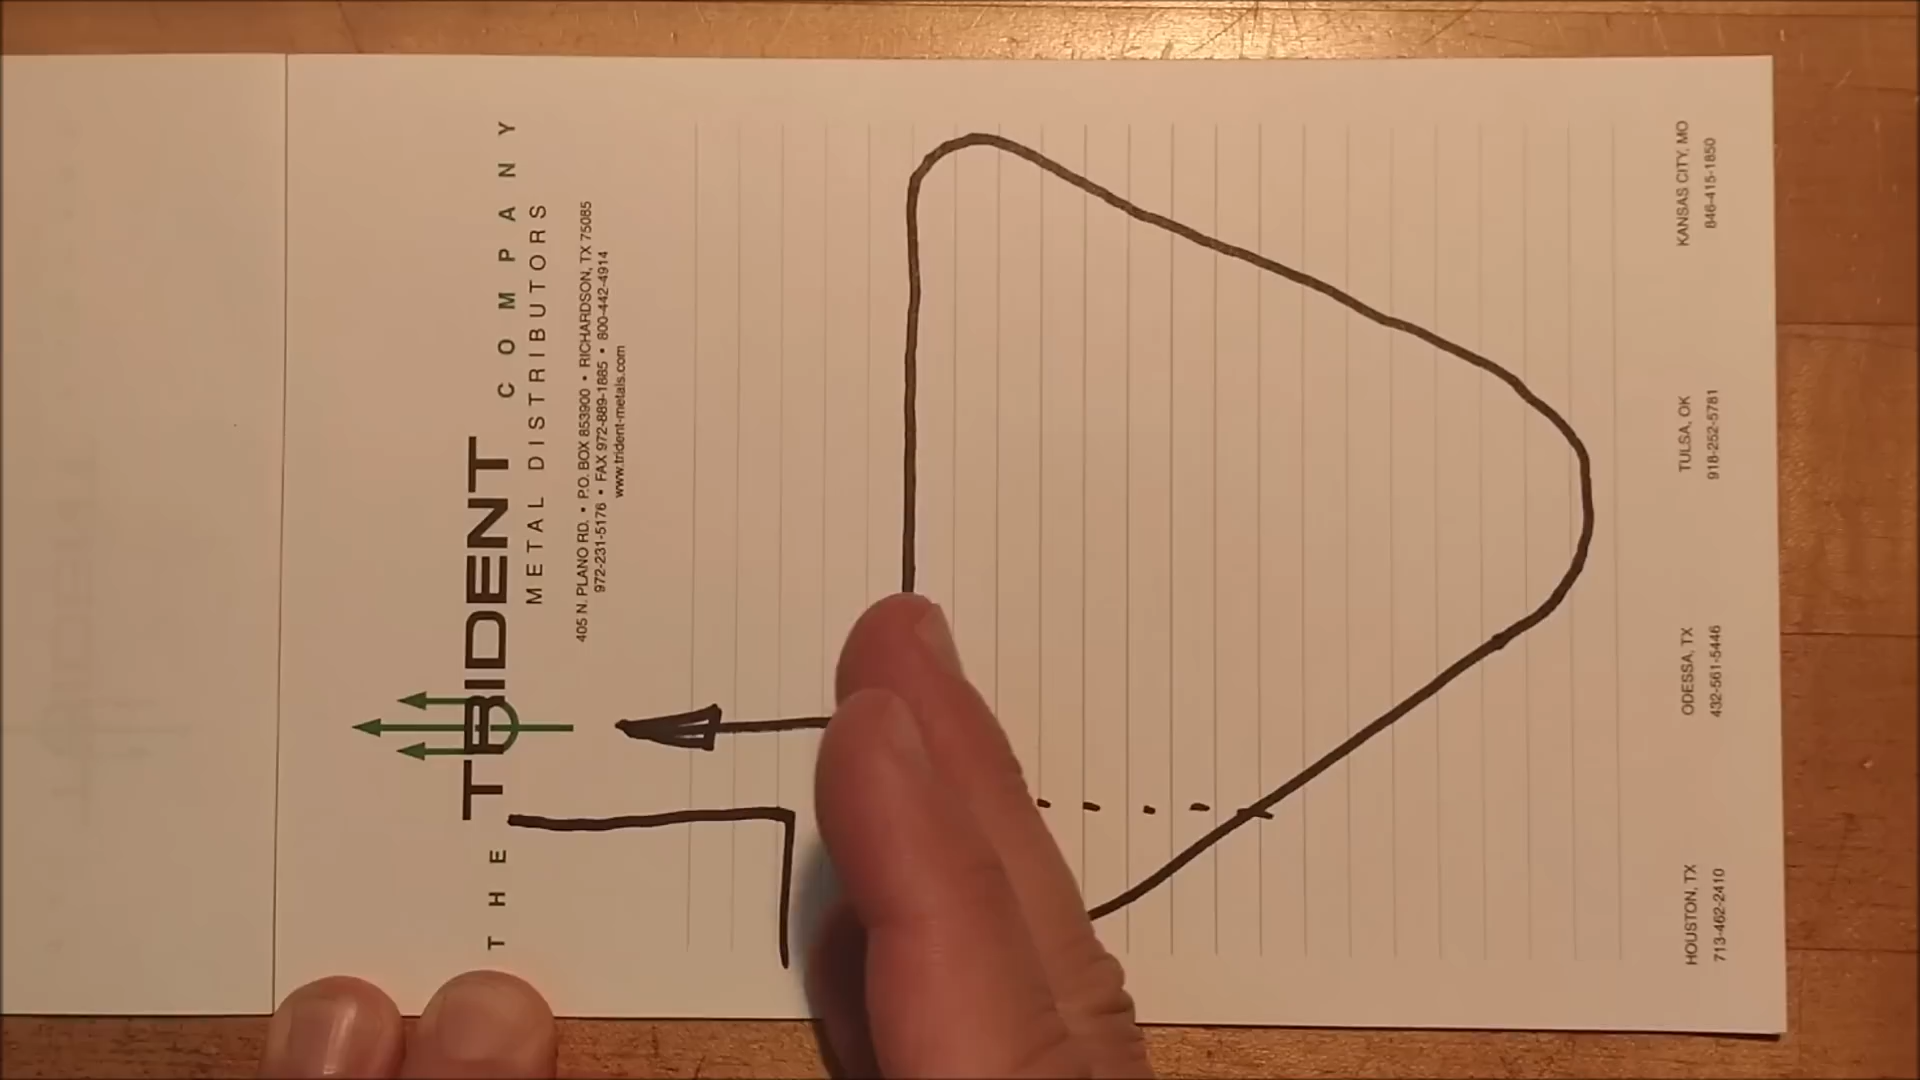 THE TRIDENT COMPANY
METAL DISTRIBUTORS
405 N. PLANO RD. • P.O. BOX 853900 • RICHARDSON, TX 75085
972-231-5176 • FAX 972-889-1885 • 800-442-4914
www.trident-metals.com
HOUSTON, TX
713-462-2410
ODESSA, TX
432-561-5446
TULSA, OK
918-252-5781
KANSAS CITY, MO
846-415-1850